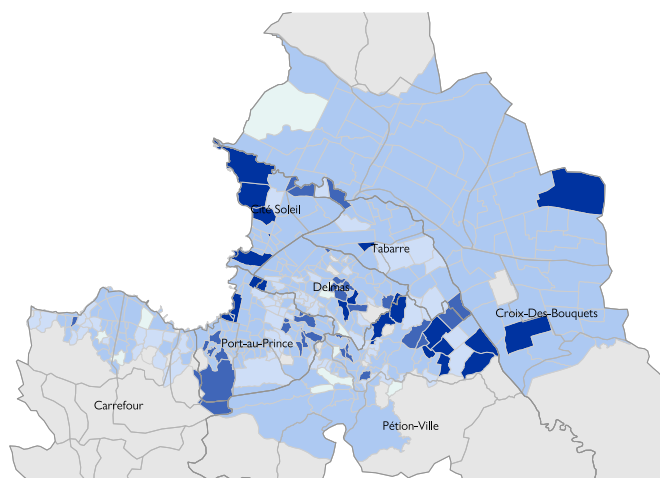 Cité Soleil
Tabarre
Delmas
Croix-Des-Bouquets
Port-au-Prince
Carrefour
Pétion-Ville